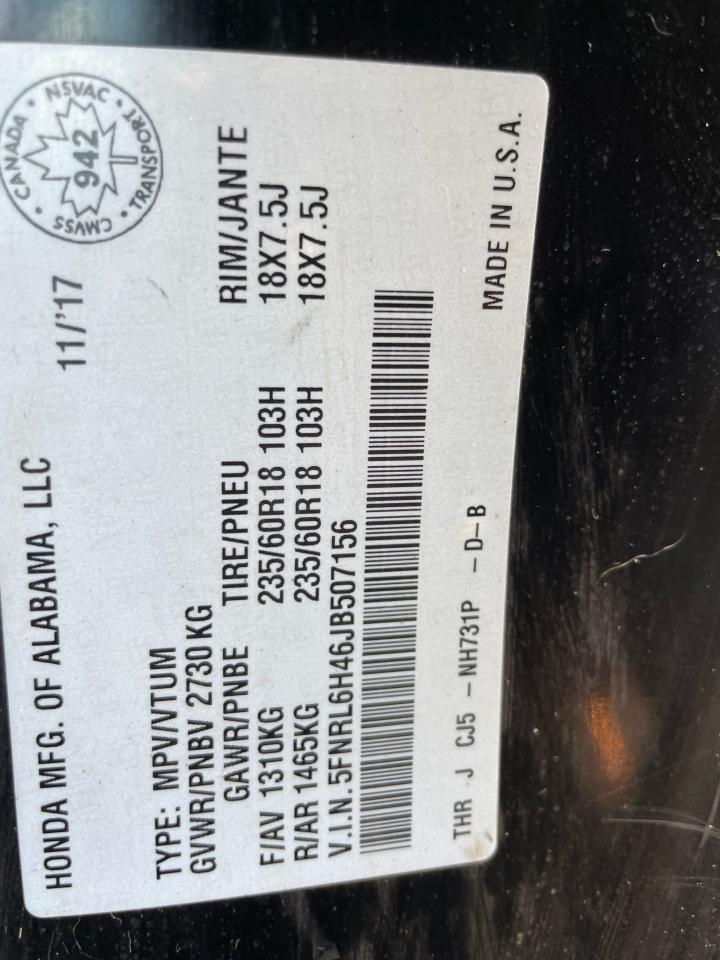 HONDA MFG. OF ALABAMA, LLC
11/'17
CANADA • NSVAC • TRANSPORT • CMVSS •
942
TYPE: MPV/VTUM
GVWR/PNBV 2730 KG
GAWR/PNBE TIRE/PNEU RIM/JANTE
F/AV 1310KG 235/60R18 103H 18X7.5J
R/AR 1465KG 235/60R18 103H 18X7.5J
V.I.N. 5FNRL6H46JB507156
THR -J CJ5 – NH731P – D–B MADE IN U.S.A.